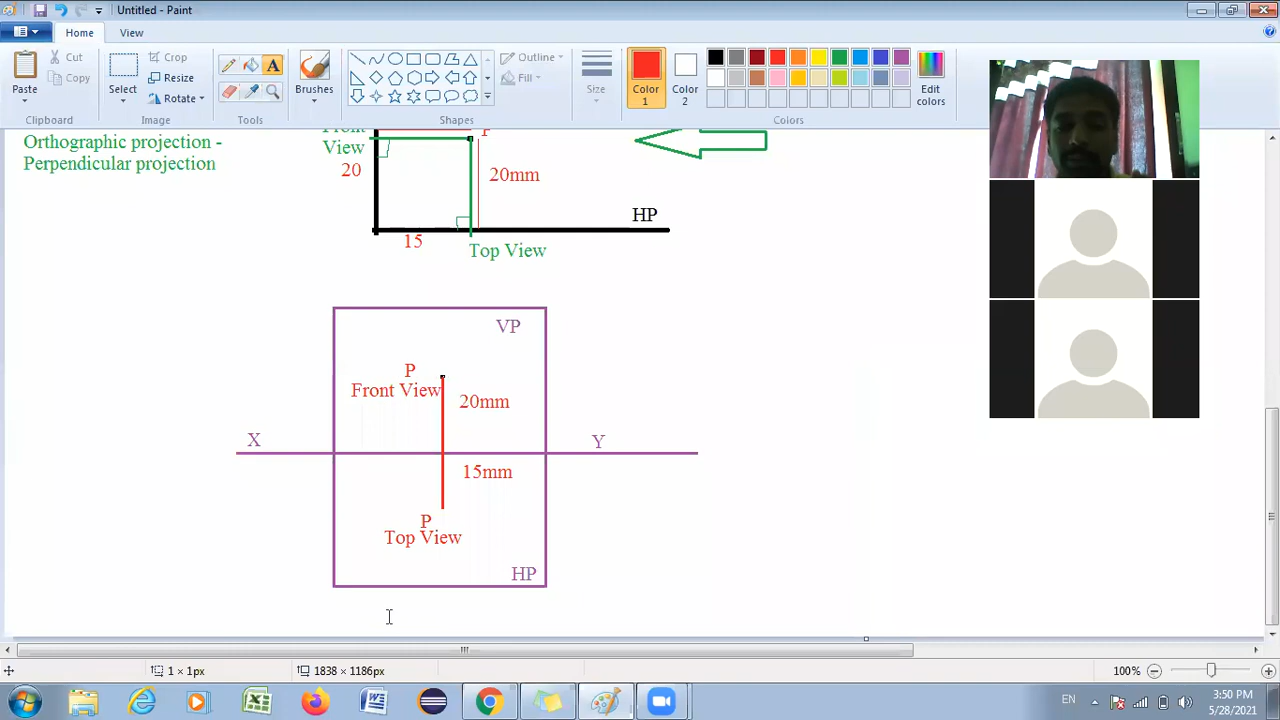 Untitled - Paint
Home
View
Paste
Cut
Copy
Clipboard
Select
Crop
Resize
Rotate
Image
Tools
Brushes
Outline
Fill
Shapes
Size
Color
1
Color
2
Edit
colors
Colors
Orthographic projection -
Perpendicular projection
Front
View
20
P
20mm
HP
15
Top View
VP
P
Front View
20mm
X
Y
15mm
P
Top View
HP
1 × 1px
1838 × 1186px
100%
EN
3:50 PM
5/28/2021